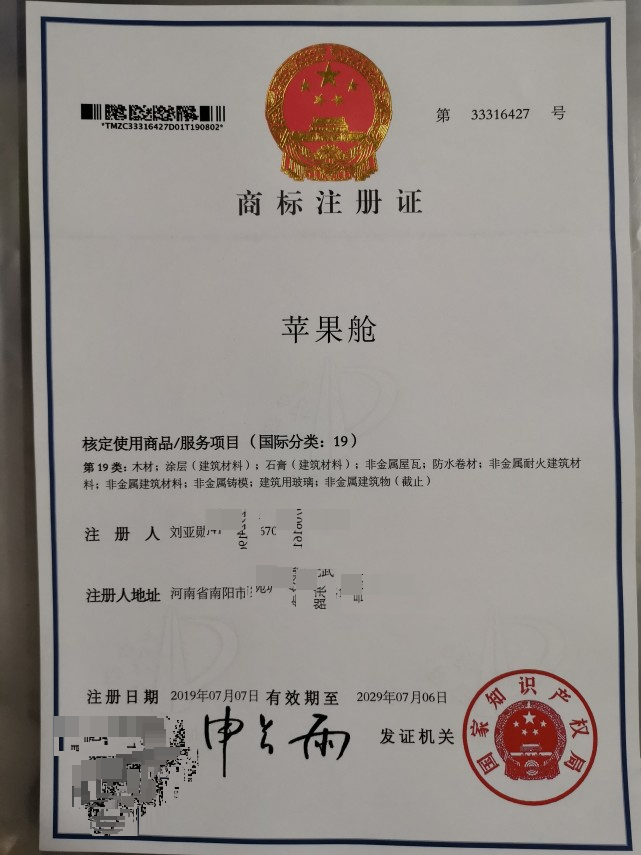 *TMZC33316427D01T190802*
第 33316427 号
商标注册证
苹果舱
核定使用商品/服务项目（国际分类：19）
第 19 类：木材；涂层（建筑材料）；石膏（建筑材料）；非金属屋瓦；防水卷材；非金属耐火建筑材
料；非金属建筑材料；非金属铸模；建筑用玻璃；非金属建筑物（截止）
注 册 人 刘亚勋
注册人地址 河南省南阳市
注册日期 2019年07月07日 有效期至 2029年07月06日
申长雨 发证机关
国家知识产权局